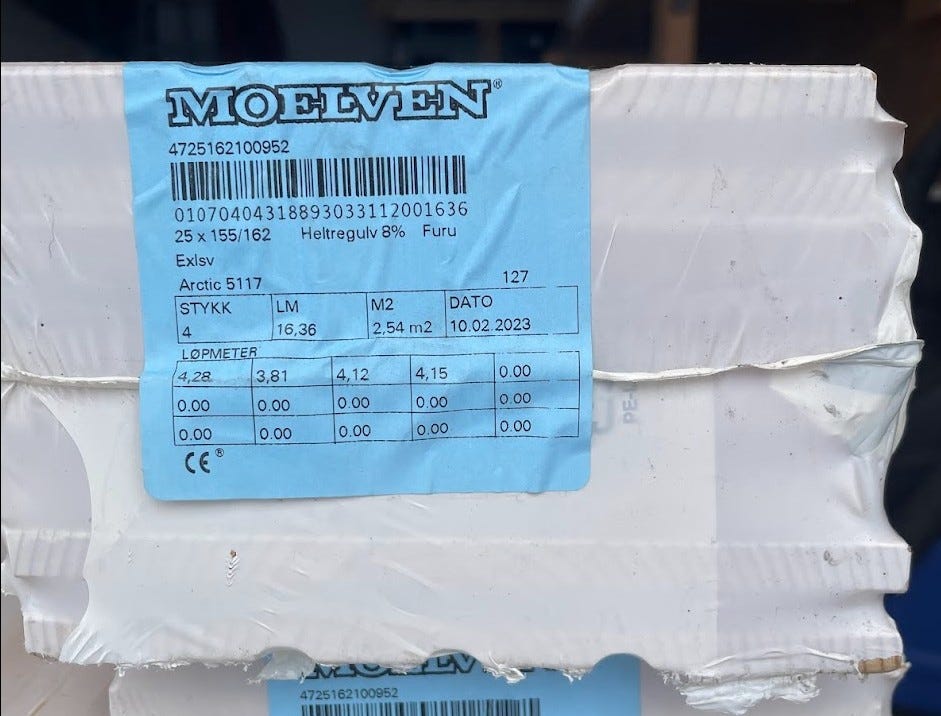 MOELVEN®
4725162100952
01070404318893033112001636
25 x 155/162 Heltregulv 8% Furu
Exlsv
Arctic 5117 127
STYKK LM M2 DATO
4 16,36 2,54 m2 10.02.2023
LØPMETER
4,28 3,81 4,12 4,15 0.00
0.00 0.00 0.00 0.00 0.00
0.00 0.00 0.00 0.00 0.00
CE®
PE-
MOELVEN
4725162100952